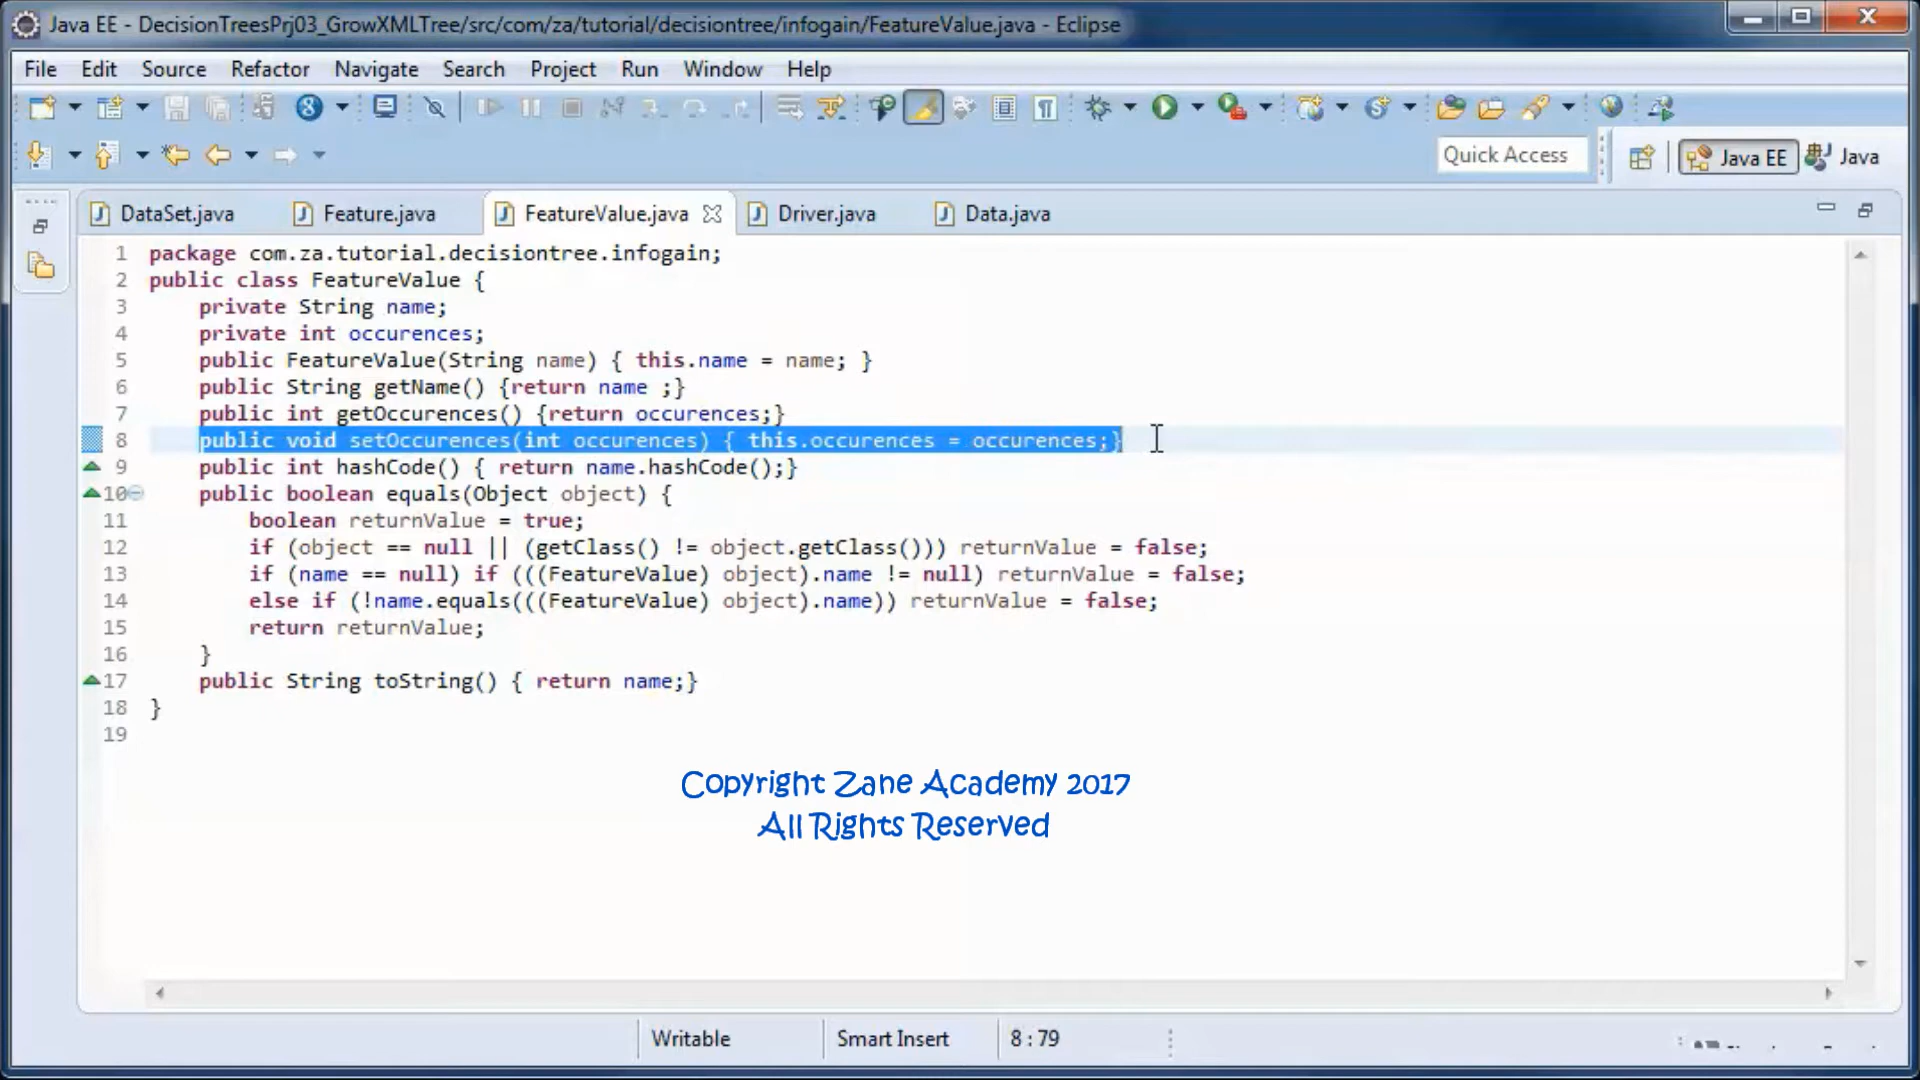 Java EE - DecisionTreesPrj03_GrowXMLTree/src/com/za/tutorial/decisiontree/infogain/FeatureValue.java - Eclipse
File Edit Source Refactor Navigate Search Project Run Window Help
Quick Access Java EE Java
DataSet.java Feature.java FeatureValue.java Driver.java Data.java
1 package com.za.tutorial.decisiontree.infogain;
2 public class FeatureValue {
3 private String name;
4 private int occurences;
5 public FeatureValue(String name) { this.name = name; }
6 public String getName() {return name ;}
7 public int getOccurences() {return occurences;}
8 public void setOccurences(int occurences) { this.occurences = occurences;}
9 public int hashCode() { return name.hashCode();}
10 public boolean equals(Object object) {
11 boolean returnValue = true;
12 if (object == null || (getClass() != object.getClass())) returnValue = false;
13 if (name == null) if (((FeatureValue) object).name != null) returnValue = false;
14 else if (!name.equals(((FeatureValue) object).name)) returnValue = false;
15 return returnValue;
16 }
17 public String toString() { return name;}
18 }
19
Copyright Zane Academy 2017
All Rights Reserved
Writable Smart Insert 8 : 79